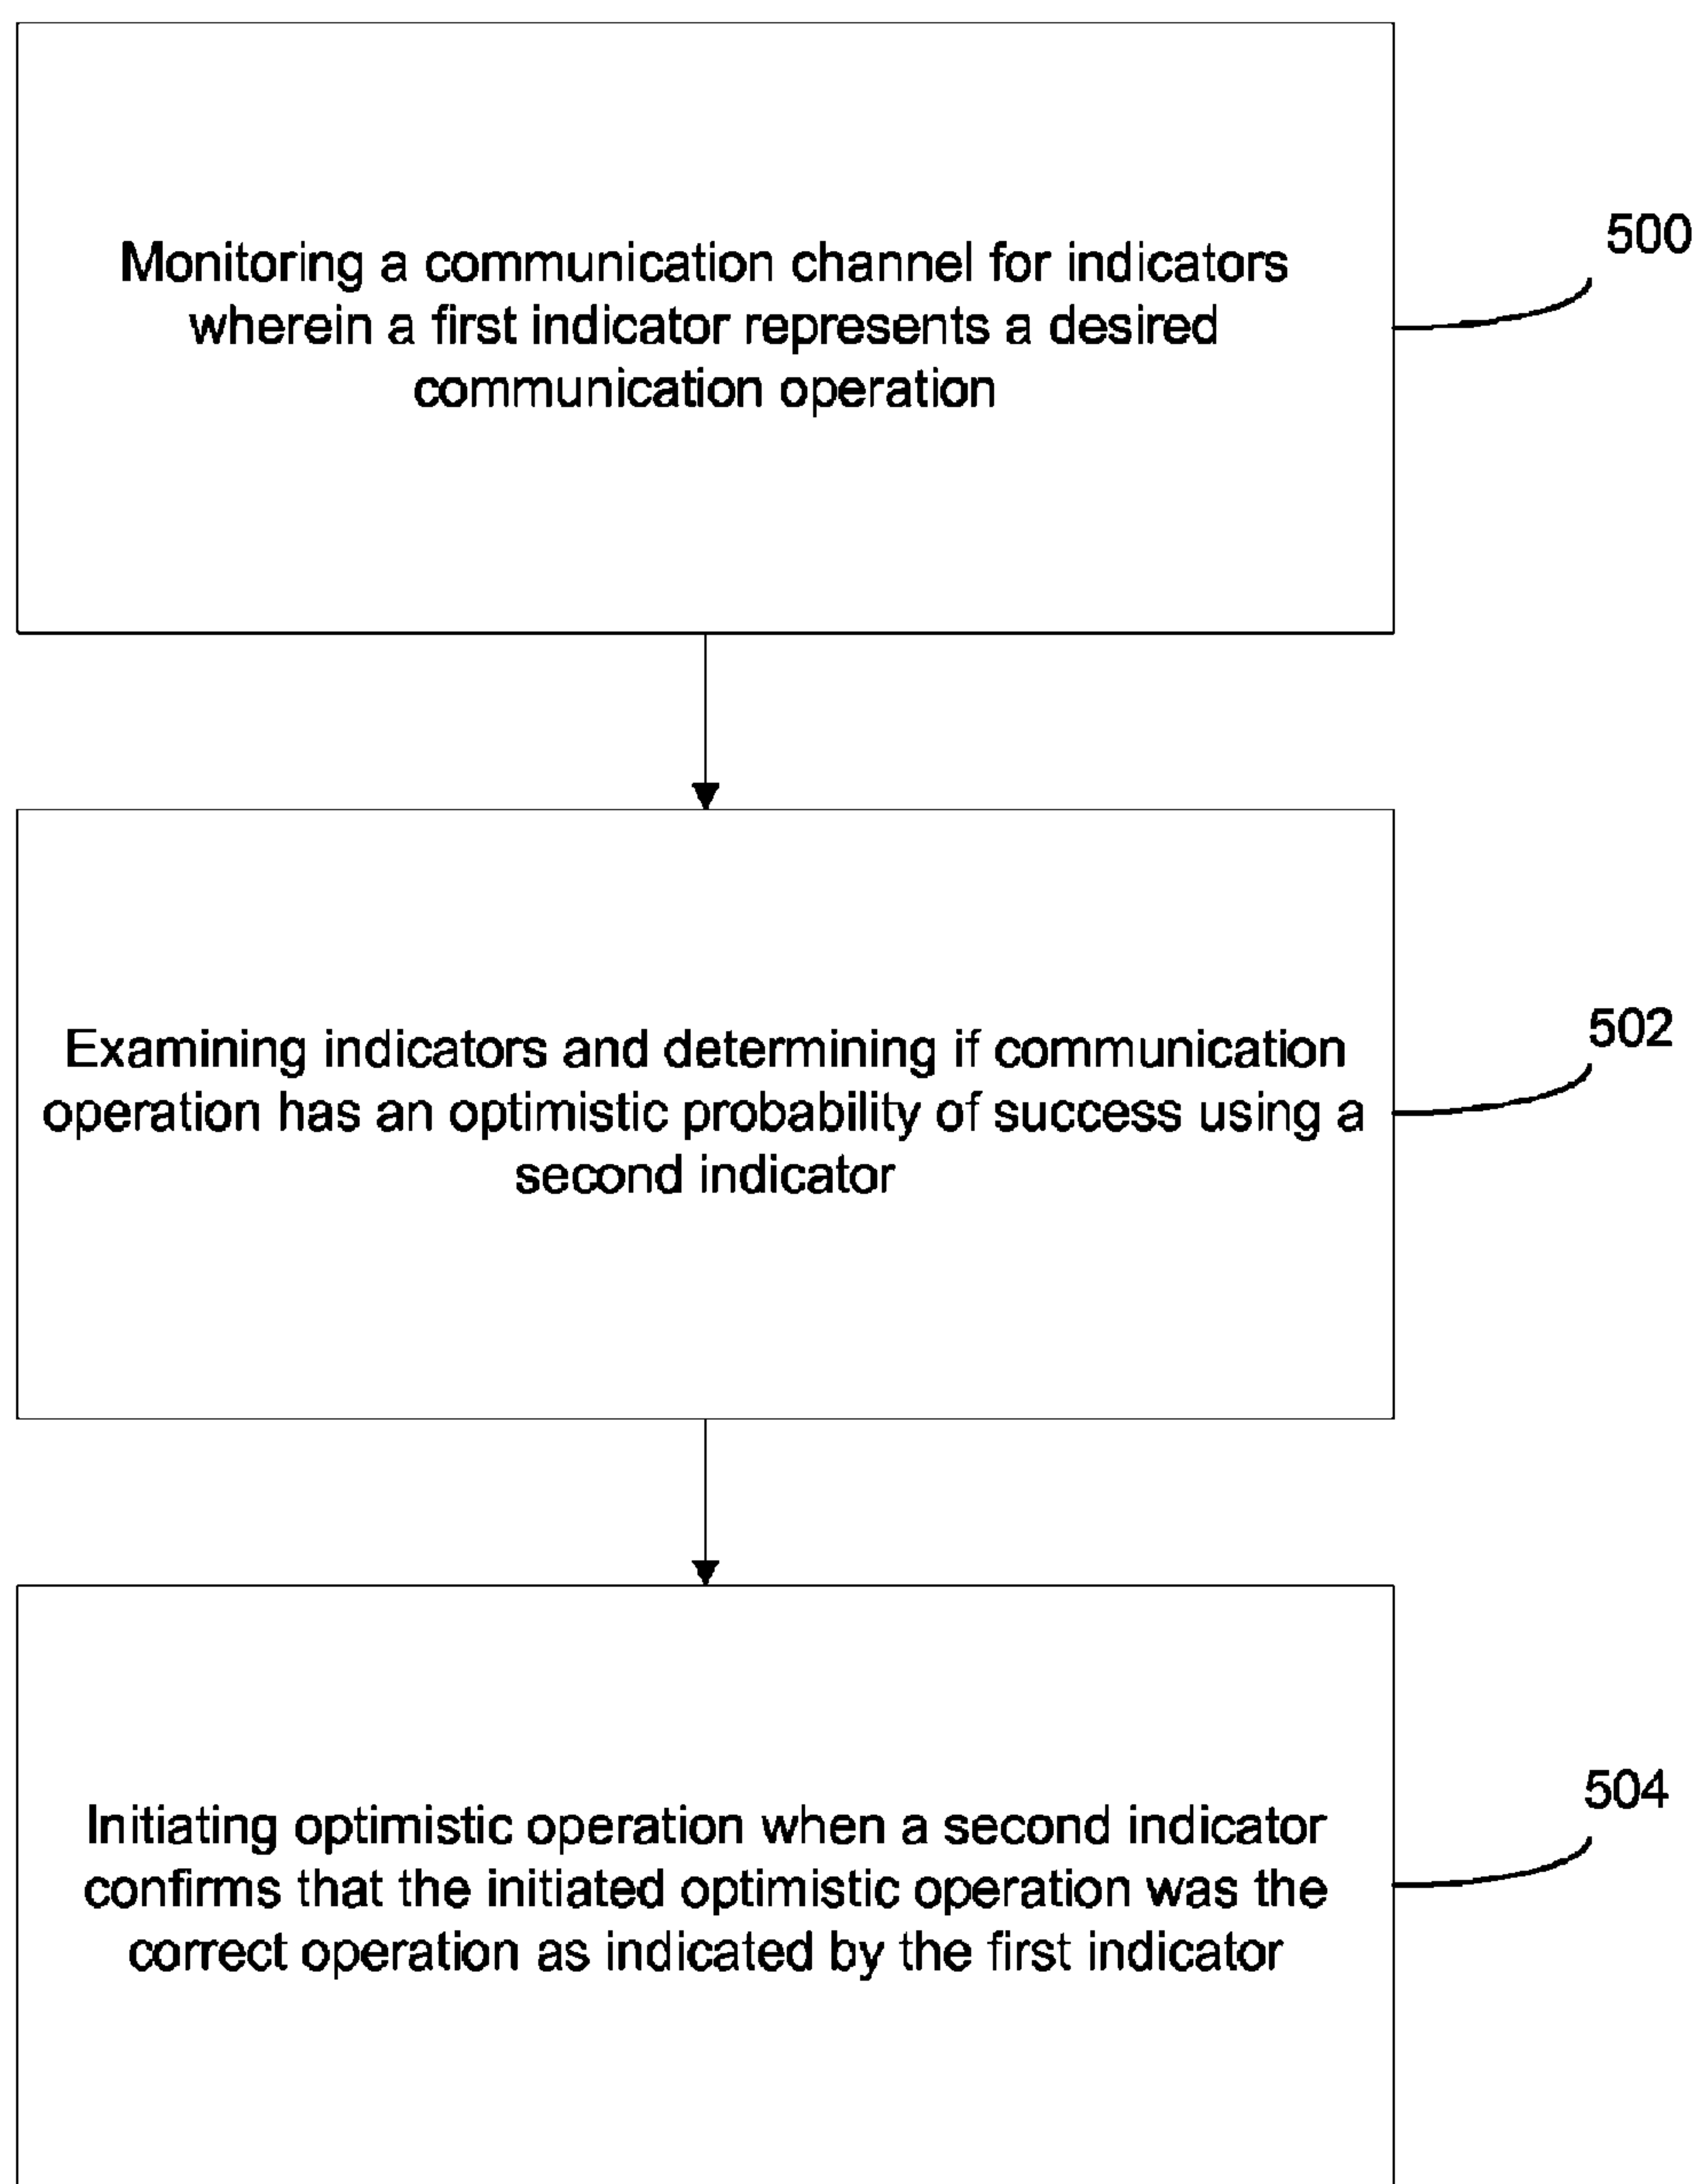 Monitoring a communication channel for indicators
wherein a first indicator represents a desired
communication operation
500
Examining indicators and determining if communication
operation has an optimistic probability of success using a
second indicator
502
Initiating optimistic operation when a second indicator
confirms that the initiated optimistic operation was the
correct operation as indicated by the first indicator
504